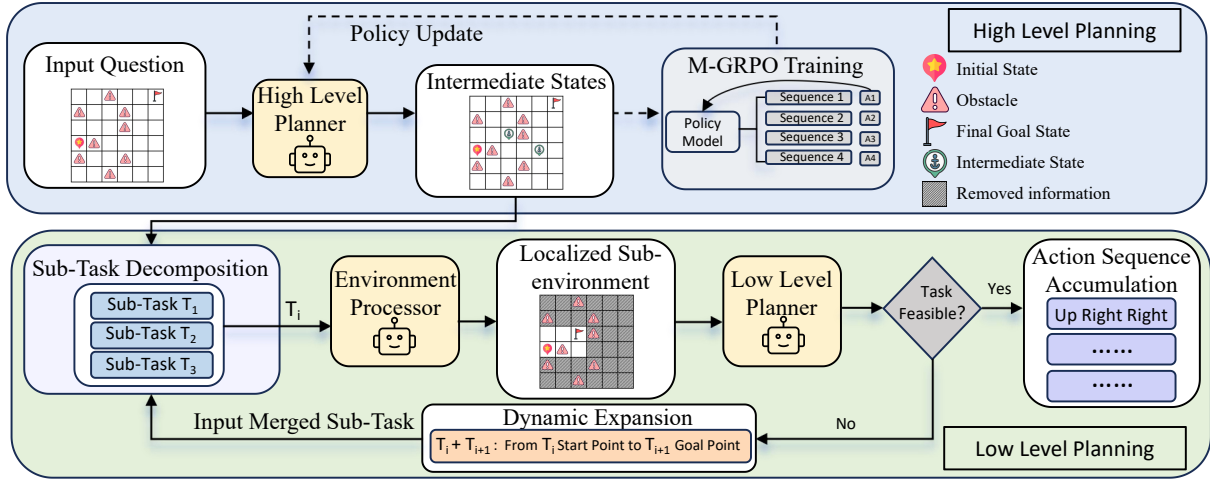 High Level Planning
Policy Update
Input Question
High Level
Planner
Intermediate States
M-GRPO Training
Policy
Model
Sequence 1
A1
Sequence 2
A2
Sequence 3
A3
Sequence 4
A4
Initial State
Obstacle
Final Goal State
Intermediate State
Removed information
Sub-Task Decomposition
Sub-Task T₁
Sub-Task T₂
Sub-Task T₃
Tᵢ
Environment
Processor
Localized Sub-
environment
Low Level
Planner
Task
Feasible?
Yes
No
Action Sequence
Accumulation
Up Right Right
......
......
Dynamic Expansion
Tᵢ + Tᵢ₊₁ : From Tᵢ Start Point to Tᵢ₊₁ Goal Point
Input Merged Sub-Task
Low Level Planning